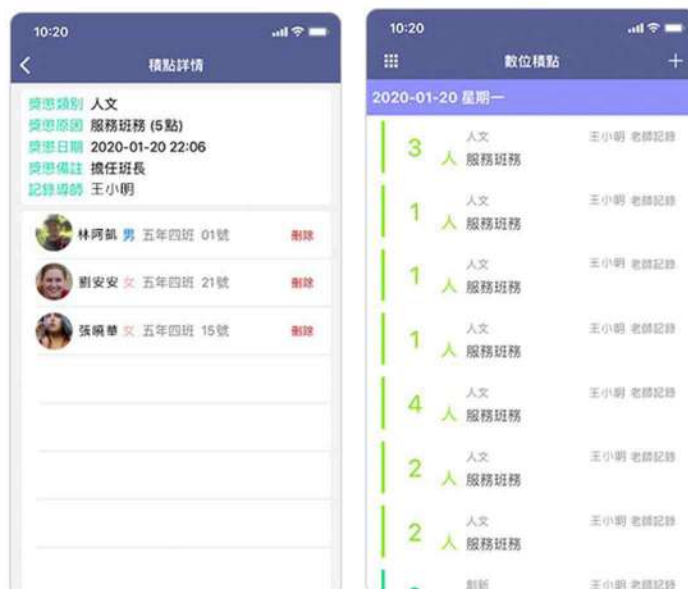 10:20
積點詳情
獎懲類別 人文
獎懲原因 服務班務 (5點)
獎懲日期 2020-01-20 22:06
獎懲備註 擔任班長
記錄導師 王小明
林阿凱 男 五年四班 01號 刪除
劉安安 女 五年四班 21號 刪除
張曉華 女 五年四班 15號 刪除
10:20
數位積點
2020-01-20 星期一
人文 王小明 老師記錄
3 人 服務班務
人文 王小明 老師記錄
1 人 服務班務
人文 王小明 老師記錄
1 人 服務班務
人文 王小明 老師記錄
1 人 服務班務
人文 王小明 老師記錄
4 人 服務班務
人文 王小明 老師記錄
2 人 服務班務
人文 王小明 老師記錄
2 人 服務班務
創新 王小明 老師記錄